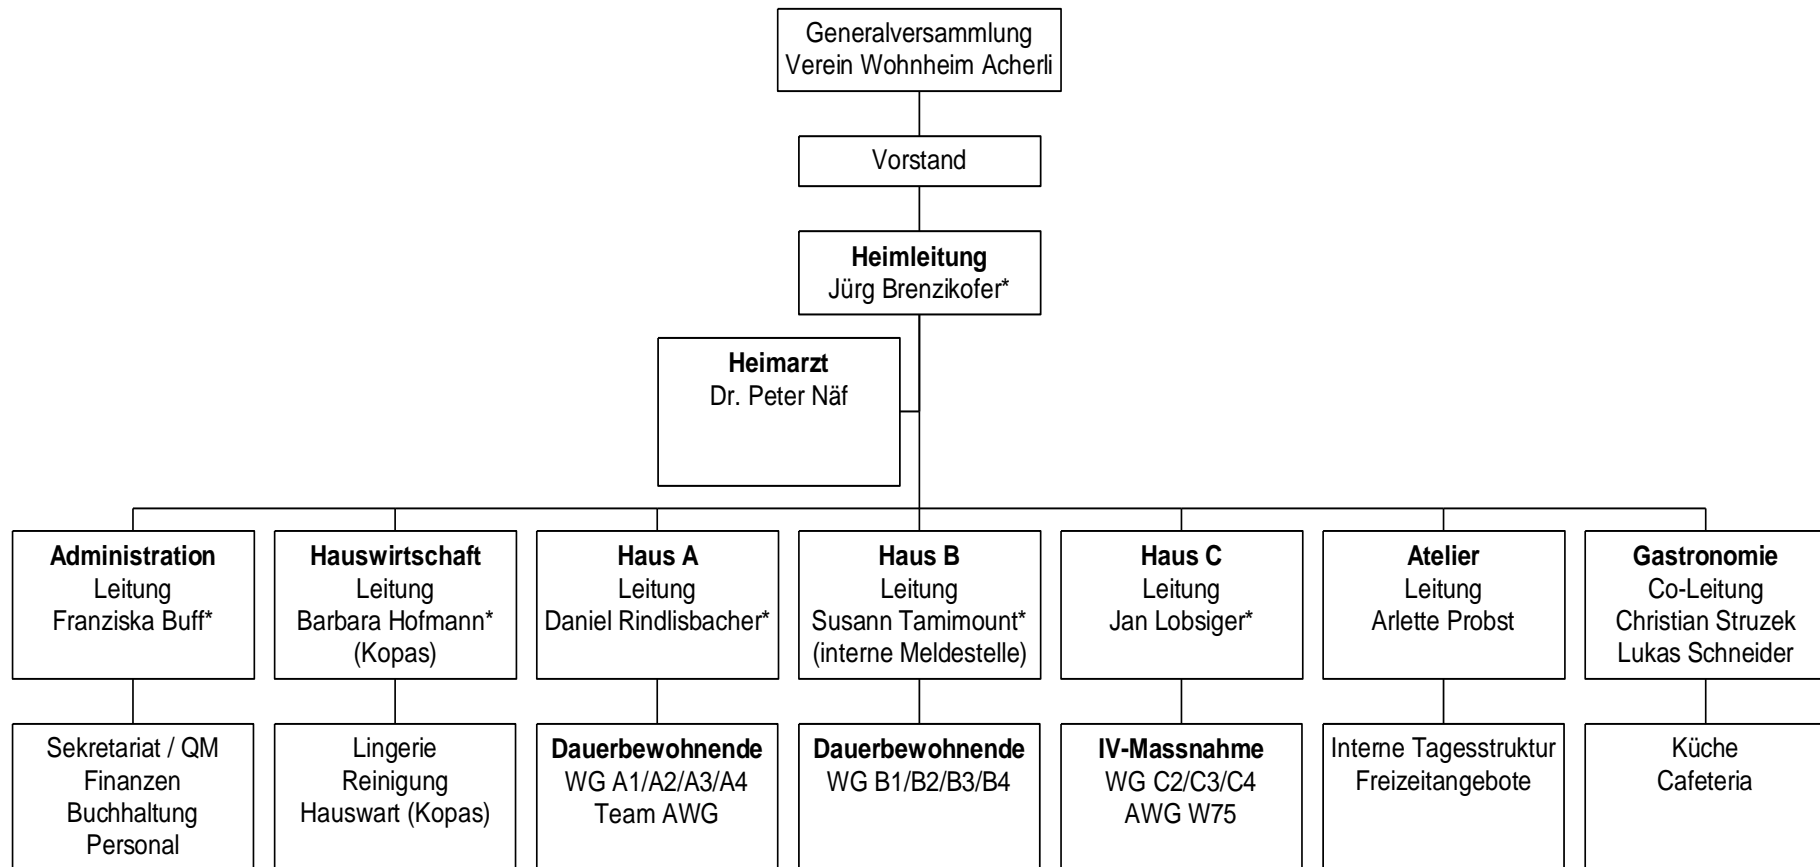 Generalversammlung
Verein Wohnheim Acherli
Vorstand
Heimleitung
Jürg Brenzikofer*
Heimarzt
Dr. Peter Näf
Administration
Leitung
Franziska Buff*
Hauswirtschaft
Leitung
Barbara Hofmann*
(Kopas)
Haus A
Leitung
Daniel Rindlisbacher*
Haus B
Leitung
Susann Tamimount*
(interne Meldestelle)
Haus C
Leitung
Jan Lobsiger*
Atelier
Leitung
Arlette Probst
Gastronomie
Co-Leitung
Christian Struzek
Lukas Schneider
Sekretariat / QM
Finanzen
Buchhaltung
Personal
Lingerie
Reinigung
Hauswart (Kopas)
Dauerbewohnende
WG A1/A2/A3/A4
Team AWG
Dauerbewohnende
WG B1/B2/B3/B4
IV-Massnahme
WG C2/C3/C4
AWG W75
Interne Tagesstruktur
Freizeitangebote
Küche
Cafeteria